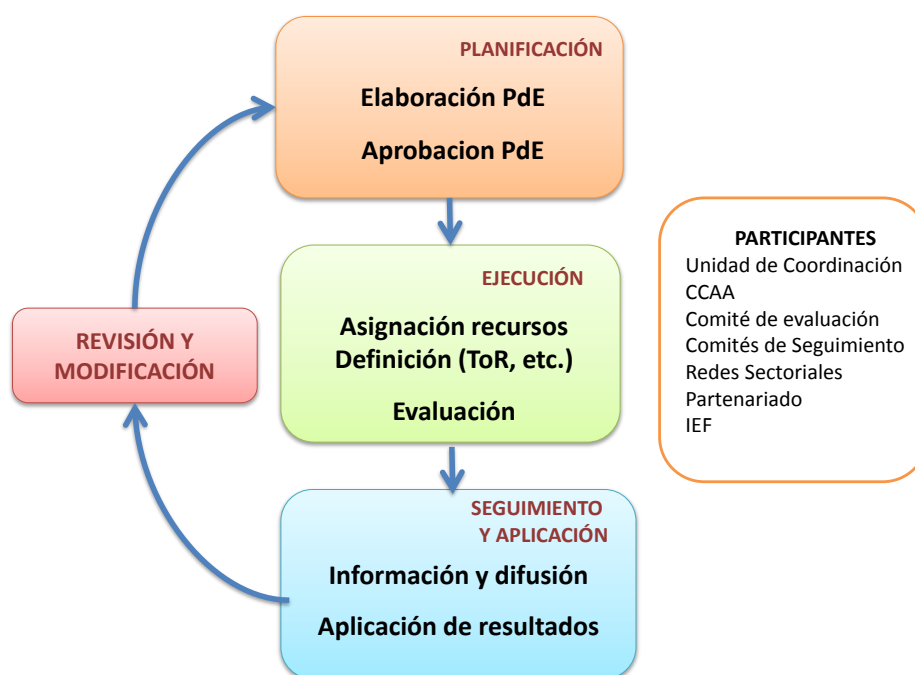 PLANIFICACIÓN
Elaboración PdE
Aprobacion PdE
EJECUCIÓN
Asignación recursos
Definición (ToR, etc.)
Evaluación
SEGUIMIENTO
Y APLICACIÓN
Información y difusión
Aplicación de resultados
REVISIÓN Y
MODIFICACIÓN
PARTICIPANTES
Unidad de Coordinación
CCAA
Comité de evaluación
Comités de Seguimiento
Redes Sectoriales
Partenariado
IEF